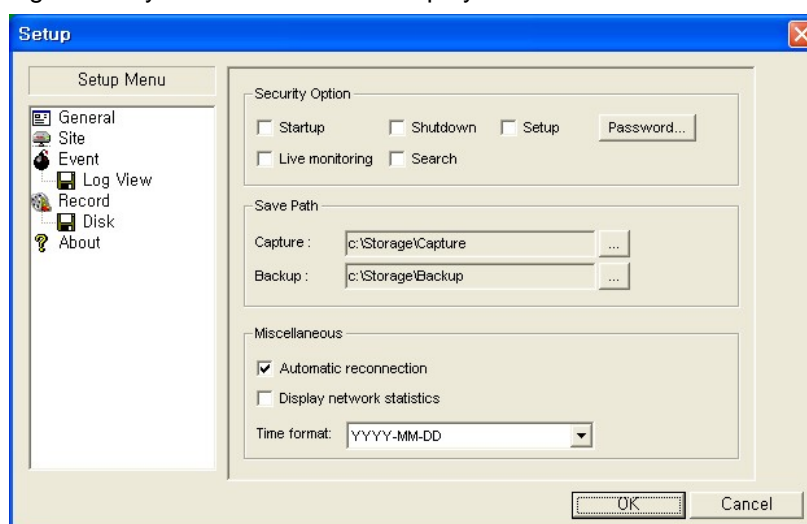 Setup
Setup Menu
General
Site
Event
Log View
Record
Disk
About
Security Option
Startup Shutdown Setup Password...
Live monitoring Search
Save Path
Capture : c:\Storage\Capture ...
Backup : c:\Storage\Backup ...
Miscellaneous
Automatic reconnection
Display network statistics
Time format: YYYY-MM-DD
OK Cancel